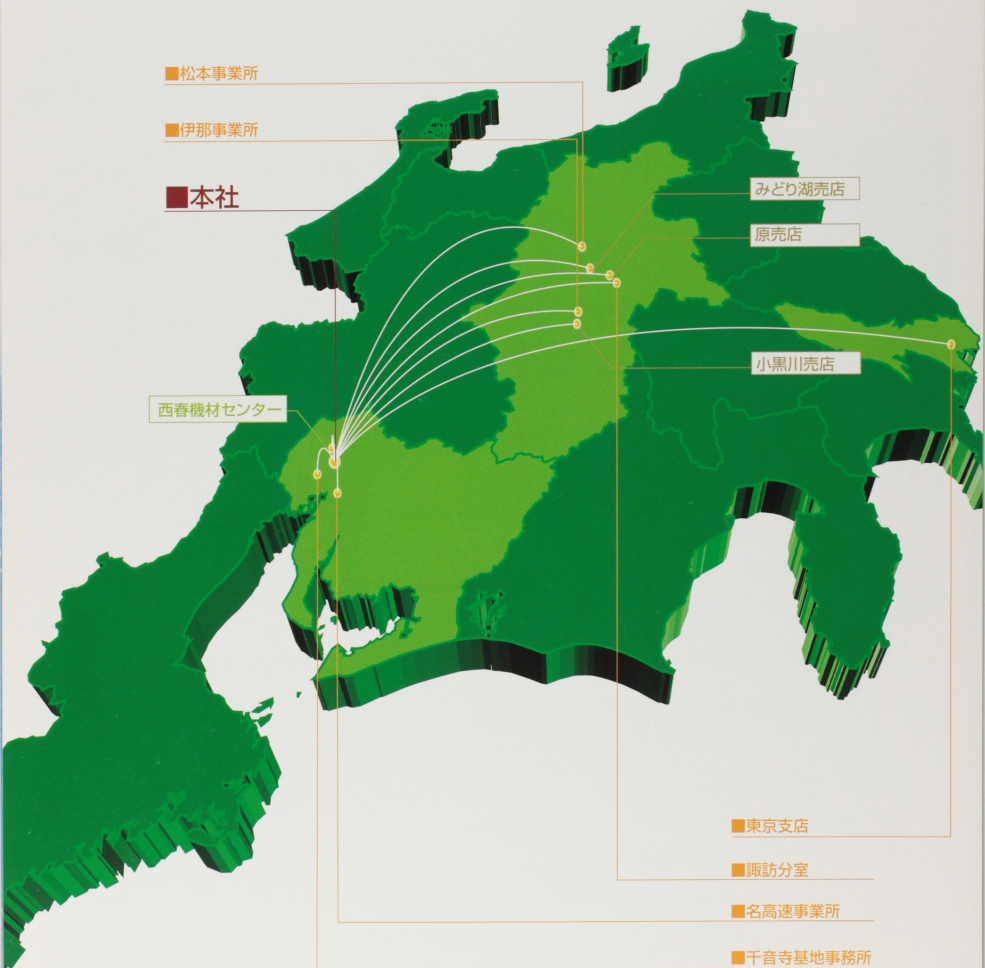 ■松本事業所
■伊那事業所
■本社
みどり湖売店
原売店
小黒川売店
西春機材センター
■東京支店
■諏訪分室
■名高速事業所
■千音寺基地事務所